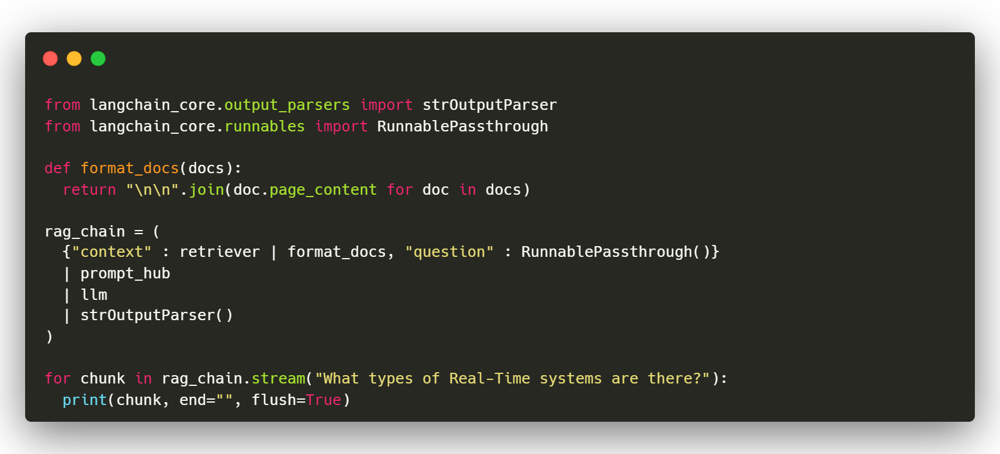 from langchain_core.output_parsers import strOutputParser
from langchain_core.runnables import RunnablePassthrough

def format_docs(docs):
  return "\n\n".join(doc.page_content for doc in docs)

rag_chain = (
  {"context" : retriever | format_docs, "question" : RunnablePassthrough()}
  | prompt_hub
  | llm
  | strOutputParser()
)

for chunk in rag_chain.stream("What types of Real-Time systems are there?"):
  print(chunk, end="", flush=True)